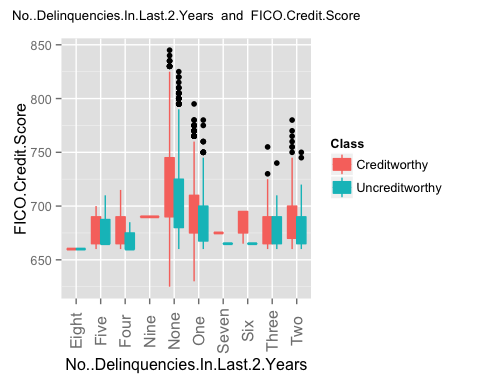 No..Delinquencies.In.Last.2.Years and FICO.Credit.Score
850
800
750
700
650
FICO.Credit.Score
Eight
Five
Four
Nine
None
One
Seven
Six
Three
Two
No..Delinquencies.In.Last.2.Years
Class
Creditworthy
Uncreditworthy